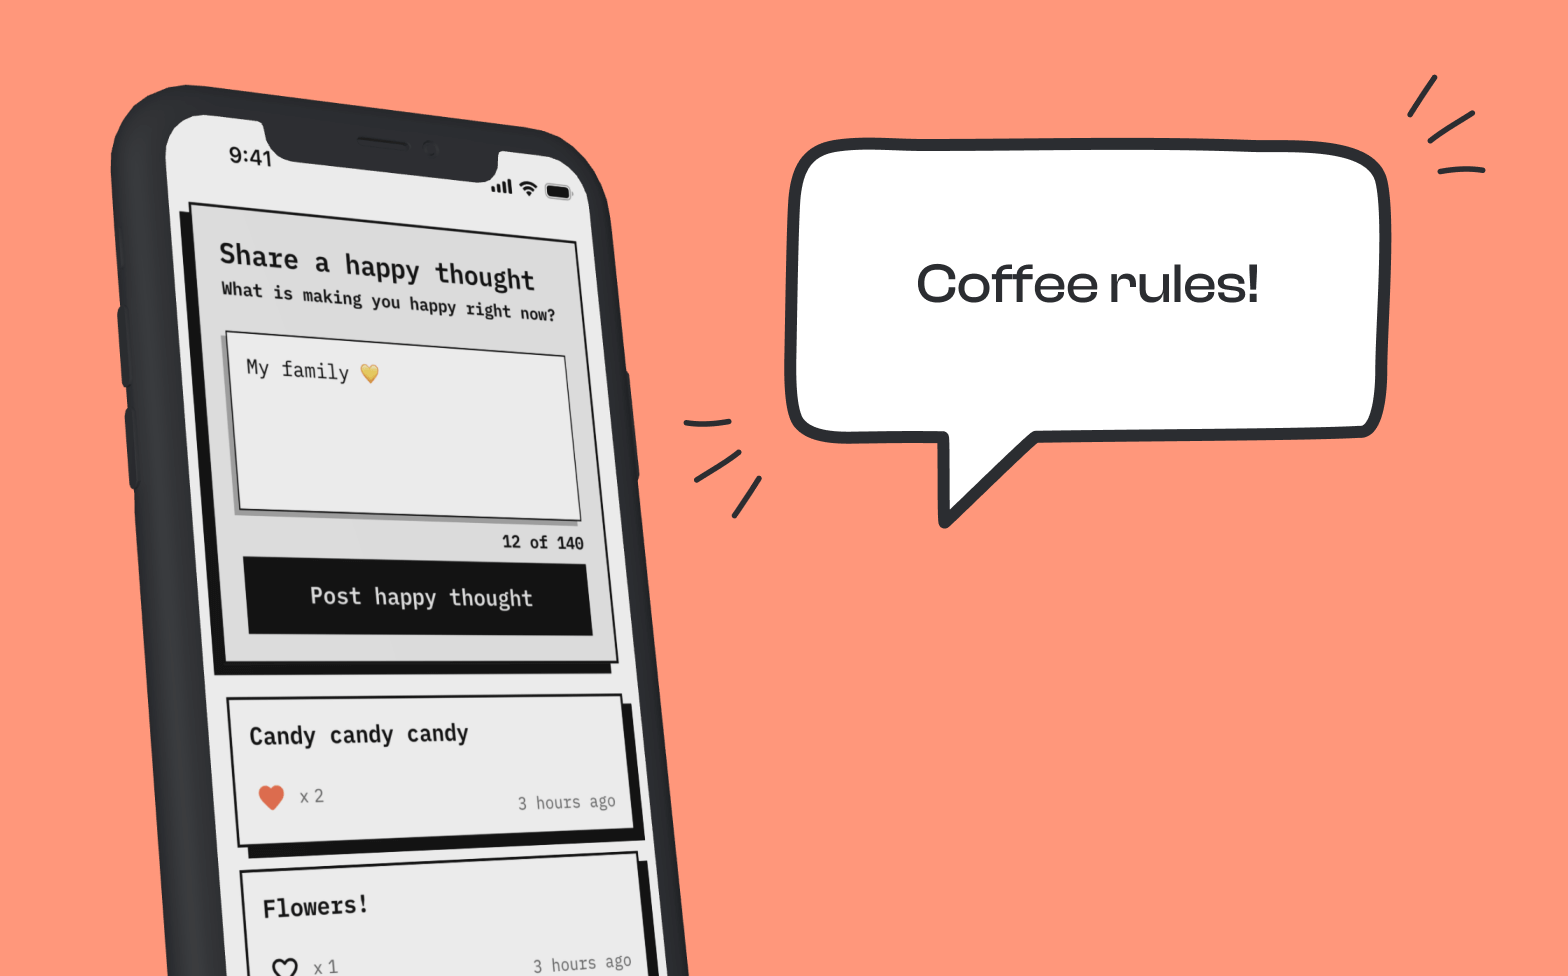 9:41
Share a happy thought
What is making you happy right now?
My family 💛
12 of 140
Post happy thought
Candy candy candy
x 2
3 hours ago
Flowers!
x 1
3 hours ago
Coffee rules!